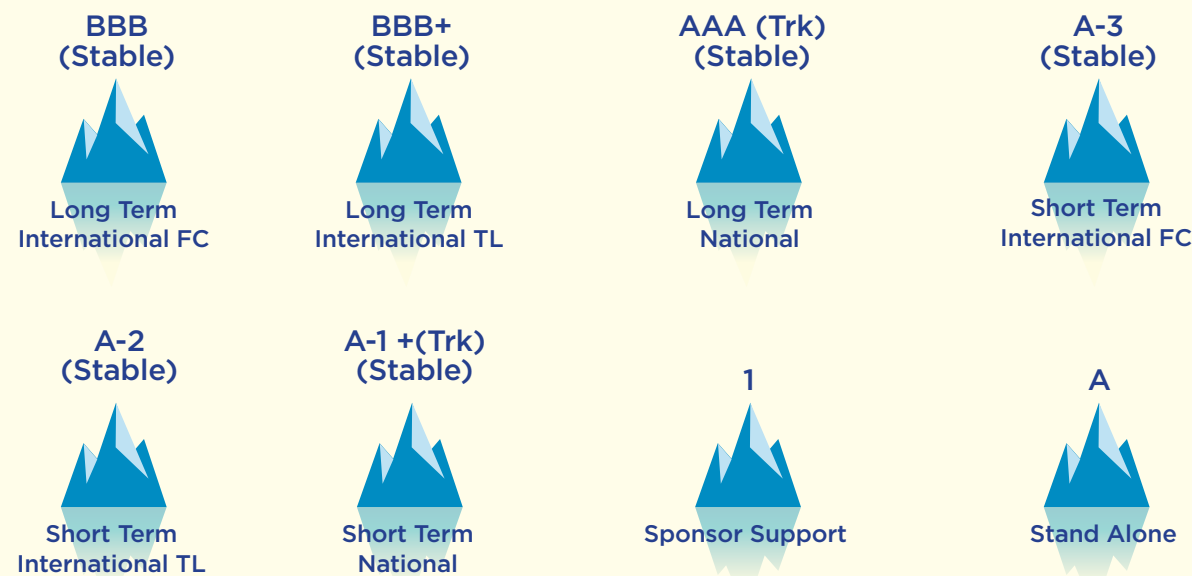 BBB
(Stable)
Long Term
International FC
BBB+
(Stable)
Long Term
International TL
AAA (Trk)
(Stable)
Long Term
National
A-3
(Stable)
Short Term
International FC
A-2
(Stable)
Short Term
International TL
A-1 +(Trk)
(Stable)
Short Term
National
1
Sponsor Support
A
Stand Alone